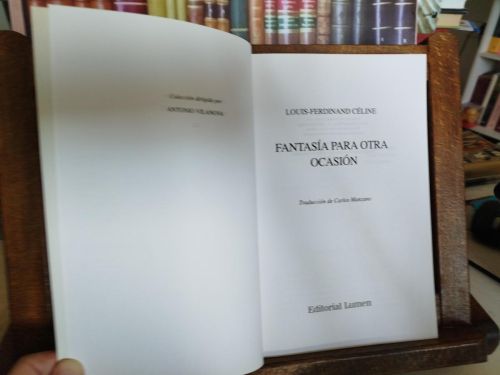 Colección dirigida por
ANTONIO VILANOVA
LOUIS-FERDINAND CÉLINE
FANTASÍA PARA OTRA
OCASIÓN
Traducción de Carlos Manzano
Editorial Lumen